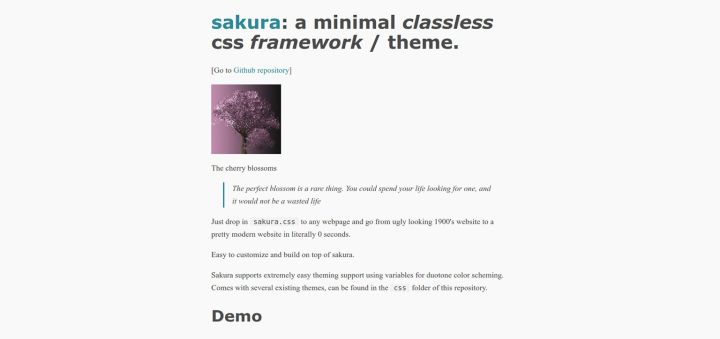 sakura: a minimal classless
css framework / theme.
[Go to Github repository]
The cherry blossoms
The perfect blossom is a rare thing. You could spend your life looking for one, and
it would not be a wasted life
Just drop in sakura.css to any webpage and go from ugly looking 1900's website to a
pretty modern website in literally 0 seconds.
Easy to customize and build on top of sakura.
Sakura supports extremely easy theming support using variables for duotone color scheming.
Comes with several existing themes, can be found in the css folder of this repository.
Demo